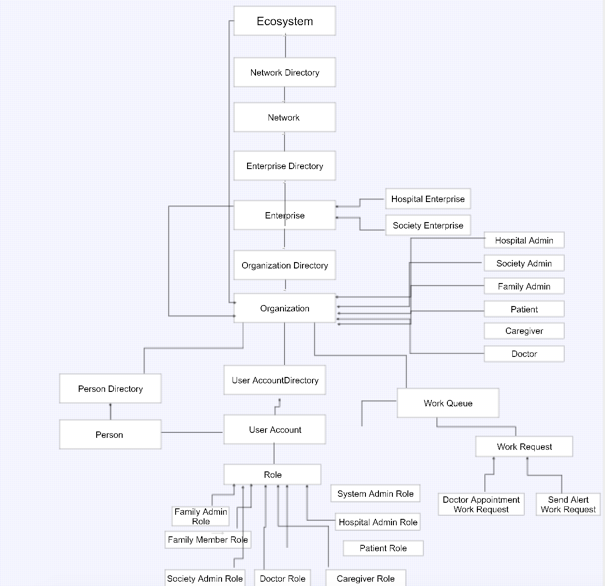 Ecosystem
Network Directory
Network
Enterprise Directory
Enterprise
Hospital Enterprise
Society Enterprise
Organization Directory
Organization
Hospital Admin
Society Admin
Family Admin
Patient
Caregiver
Doctor
Person Directory
Person
User AccountDirectory
User Account
Work Queue
Work Request
Doctor Appointment
Work Request
Send Alert
Work Request
Role
System Admin Role
Family Admin
Role
Hospital Admin Role
Family Member Role
Patient Role
Society Admin Role
Doctor Role
Caregiver Role